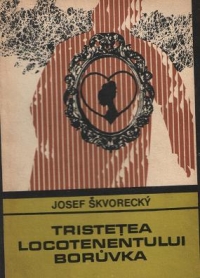 JOSEF ŠKVORECKÝ
TRISTEȚEA
LOCOTENENTULUI
BORŮVKA